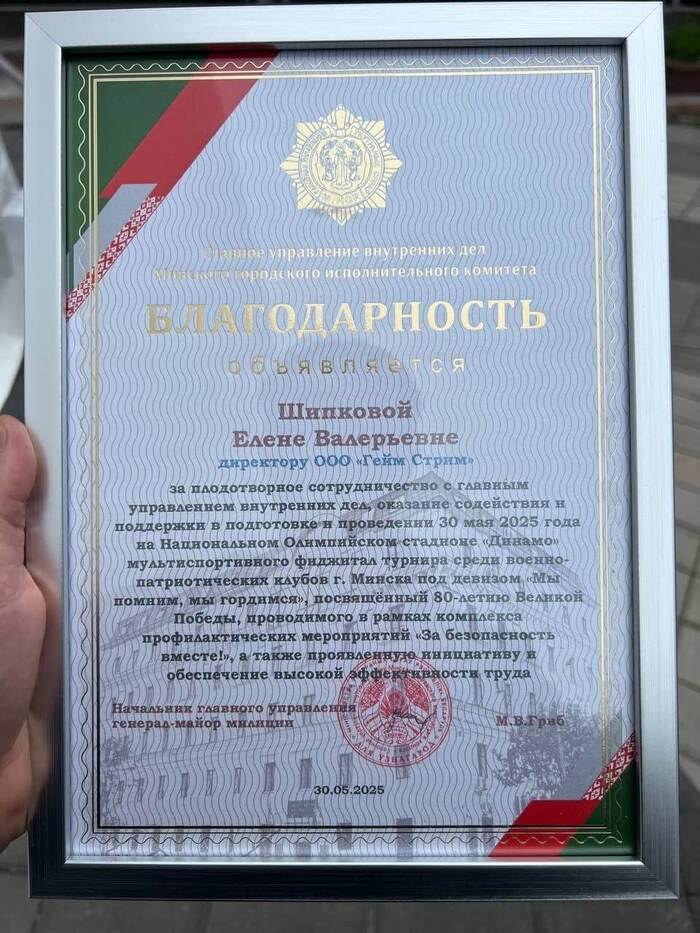 Главное управление внутренних дел
Минского городского исполнительного комитета
БЛАГОДАРНОСТЬ
объявляется
Шипковой
Елене Валерьевне
директору ООО «Гейм Стрим»
за плодотворное сотрудничество с главным
управлением внутренних дел, оказание содействия и
поддержки в подготовке и проведении 30 мая 2025 года
на Национальном Олимпийском стадионе «Динамо»
мультиспортивного фиджитал турнира среди военно-
патриотических клубов г. Минска под девизом «Мы
помним, мы гордимся», посвящённый 80-летию Великой
Победы, проводимого в рамках комплекса
профилактических мероприятий «За безопасность
вместе!», а также проявленную инициативу и
обеспечение высокой эффективности труда
Начальник главного управления
генерал-майор милиции
М.В.Гриб
ДЛЯ УЗНАГАРОД
30.05.2025